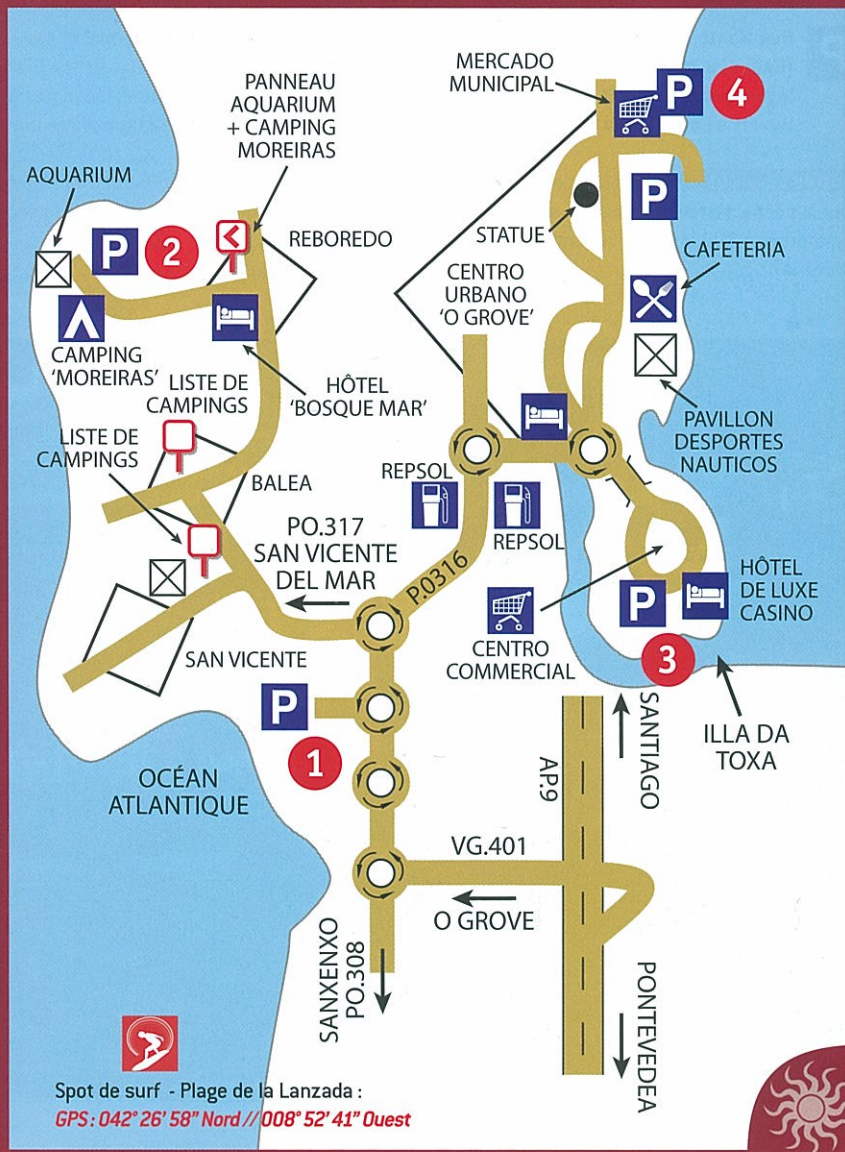 MERCADO
MUNICIPAL
P
4
PANNEAU
AQUARIUM
+ CAMPING
MOREIRAS
AQUARIUM
P
2
REBOREDO
STATUE
P
CAFETERIA
CENTRO
URBANO
'O GROVE'
CAMPING
'MOREIRAS'
HÔTEL
'BOSQUE MAR'
LISTE DE
CAMPINGS
LISTE DE
CAMPINGS
BALEA
PAVILLON
DESPORTES
NAUTICOS
REPSOL
REPSOL
PO.317
SAN VICENTE
DEL MAR
P.0316
HÔTEL
DE LUXE
CASINO
P
3
CENTRO
COMMERCIAL
SAN VICENTE
P
1
ILLA DA
TOXA
SANTIAGO
AP.9
OCÉAN
ATLANTIQUE
VG.401
O GROVE
SANXENXO
PO.308
PONTEVEDEA
Spot de surf - Plage de la Lanzada :
GPS : 042° 26' 58" Nord // 008° 52' 41" Ouest